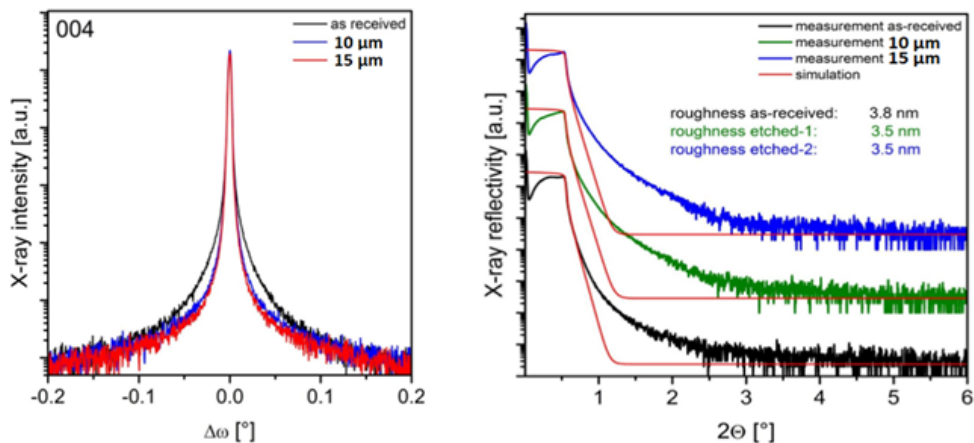 004
as received
10 μm
15 μm
X-ray intensity [a.u.]
-0.2
-0.1
0.0
0.1
0.2
Δω [°]
measurement as-received
measurement 10 μm
measurement 15 μm
simulation
roughness as-received: 3.8 nm
roughness etched-1: 3.5 nm
roughness etched-2: 3.5 nm
X-ray reflectivity [a.u.]
1
2
3
4
5
6
2Θ [°]